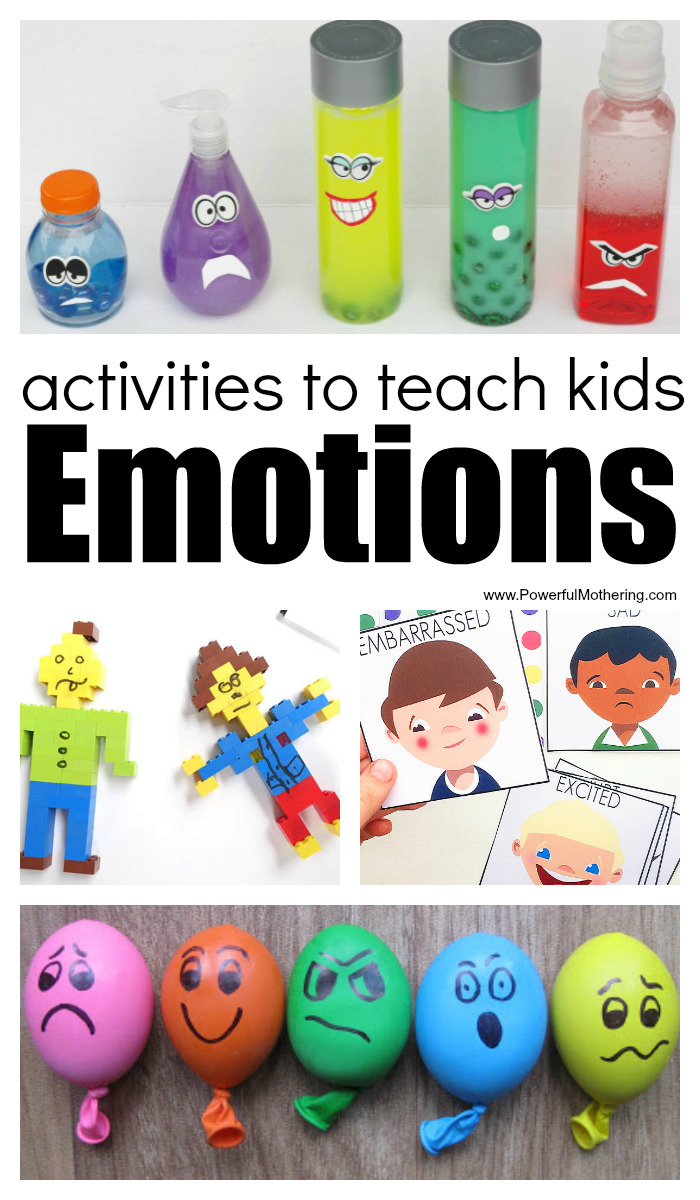 activities to teach kids
Emotions
www.PowerfulMothering.com
EMBARRASSED
SAD
EXCITED